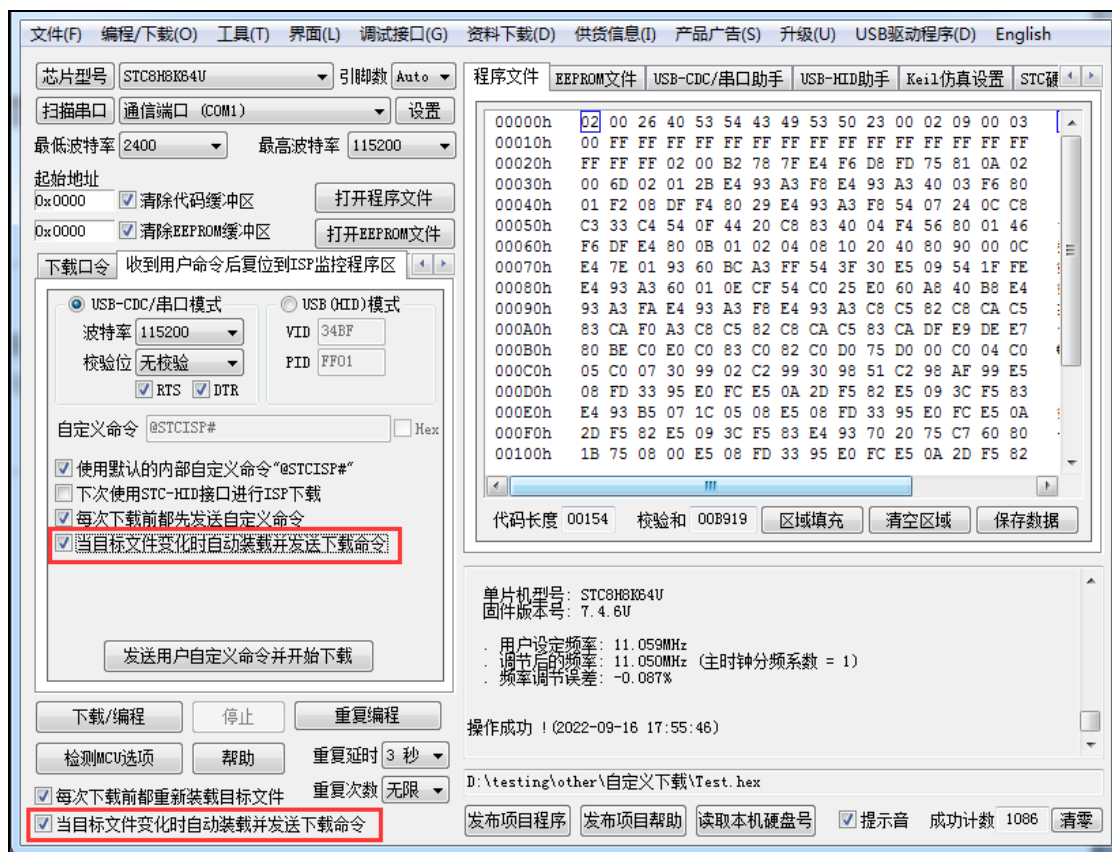 文件(F) 编程/下载(O) 工具(T) 界面(L) 调试接口(G) 资料下载(D) 供货信息(I) 产品广告(S) 升级(U) USB驱动程序(D) English
芯片型号 STC8H8K64U 引脚数 Auto
扫描串口 通信端口 (COM1) 设置
最低波特率 2400 最高波特率 115200
起始地址
0x0000 清除代码缓冲区 打开程序文件
0x0000 清除EEPROM缓冲区 打开EEPROM文件
下载口令 收到用户命令后复位到ISP监控程序区
USB-CDC/串口模式 USB(HID)模式
波特率 115200 VID 34BF
校验位 无校验 PID FF01
RTS DTR
自定义命令 @STCISP# Hex
使用默认的内部自定义命令"@STCISP#"
下次使用STC-HID接口进行ISP下载
每次下载前都先发送自定义命令
当目标文件变化时自动装载并发送下载命令
发送用户自定义命令并开始下载
下载/编程 停止 重复编程
检测MCU选项 帮助 重复延时 3 秒
每次下载前都重新装载目标文件 重复次数 无限
当目标文件变化时自动装载并发送下载命令
程序文件 EEPROM文件 USB-CDC/串口助手 USB-HID助手 Keil仿真设置 STC硬
00000h 02 00 26 40 53 54 43 49 53 50 23 00 02 09 00 03
00010h 00 FF FF FF FF FF FF FF FF FF FF FF FF FF FF FF
00020h FF FF FF 02 00 B2 78 7F E4 F6 D8 FD 75 81 0A 02
00030h 00 6D 02 01 2B E4 93 A3 F8 E4 93 A3 40 03 F6 80
00040h 01 F2 08 DF F4 80 29 E4 93 A3 F8 54 07 24 0C C8
00050h C3 33 C4 54 0F 44 20 C8 83 40 04 F4 56 80 01 46
00060h F6 DF E4 80 0B 01 02 04 08 10 20 40 80 90 00 0C
00070h E4 7E 01 93 60 BC A3 FF 54 3F 30 E5 09 54 1F FE
00080h E4 93 A3 60 01 0E CF 54 C0 25 E0 60 A8 40 B8 E4
00090h 93 A3 FA E4 93 A3 F8 E4 93 A3 C8 C5 82 C8 CA C5
000A0h 83 CA F0 A3 C8 C5 82 C8 CA C5 83 CA DF E9 DE E7
000B0h 80 BE C0 E0 C0 83 C0 82 C0 D0 75 D0 00 C0 04 C0
000C0h 05 C0 07 30 99 02 C2 99 30 98 51 C2 98 AF 99 E5
000D0h 08 FD 33 95 E0 FC E5 0A 2D F5 82 E5 09 3C F5 83
000E0h E4 93 B5 07 1C 05 08 E5 08 FD 33 95 E0 FC E5 0A
000F0h 2D F5 82 E5 09 3C F5 83 E4 93 70 20 75 C7 60 80
00100h 1B 75 08 00 E5 08 FD 33 95 E0 FC E5 0A 2D F5 82
代码长度 00154 校验和 00B919 区域填充 清空区域 保存数据
单片机型号: STC8H8K64U
固件版本号: 7.4.6U
. 用户设定频率: 11.059MHz
. 调节后的频率: 11.050MHz (主时钟分频系数 = 1)
. 频率调节误差: -0.087%
操作成功 !(2022-09-16 17:55:46)
D:\testing\other\自定义下载\Test.hex
发布项目程序 发布项目帮助 读取本机硬盘号 提示音 成功计数 1086 清零